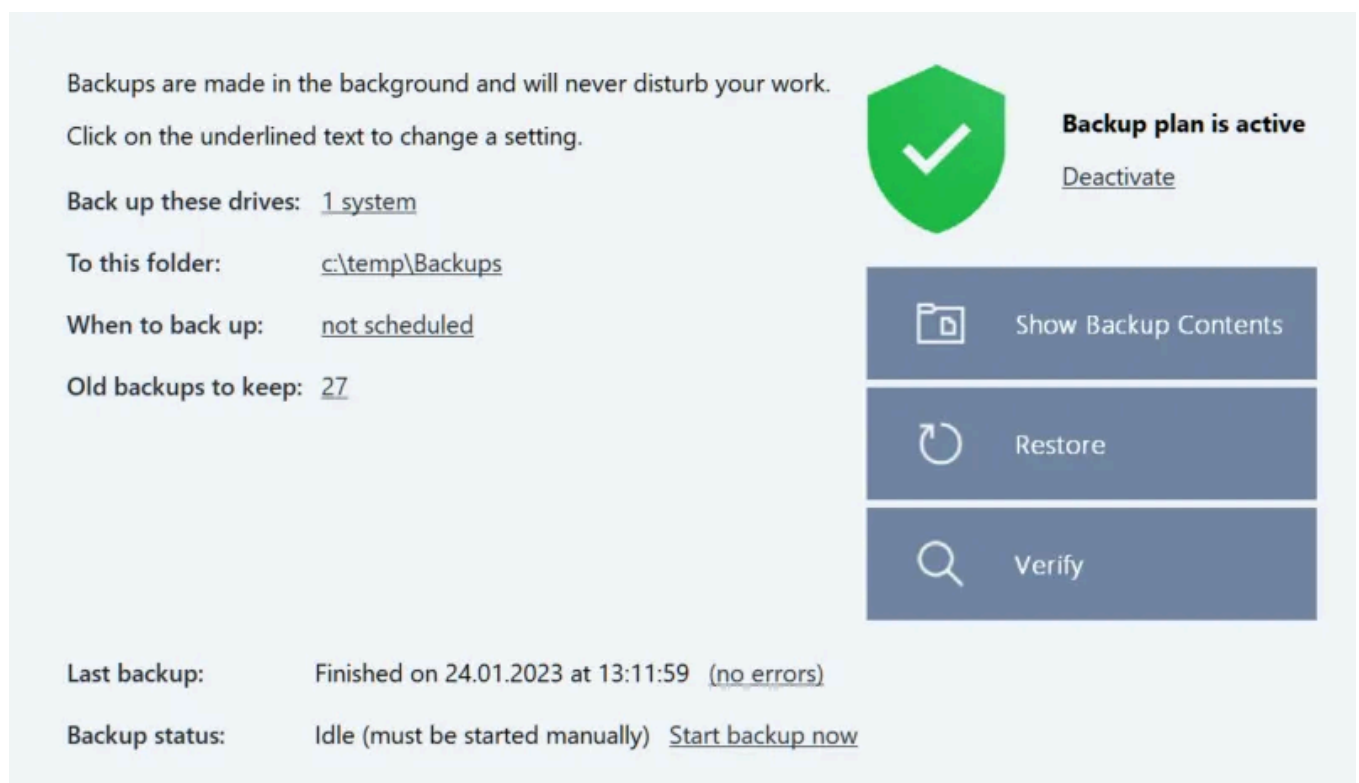 Backups are made in the background and will never disturb your work.
Click on the underlined text to change a setting.
Back up these drives: 1 system
To this folder: c:\temp\Backups
When to back up: not scheduled
Old backups to keep: 27
Backup plan is active
Deactivate
Show Backup Contents
Restore
Verify
Last backup: Finished on 24.01.2023 at 13:11:59 (no errors)
Backup status: Idle (must be started manually) Start backup now